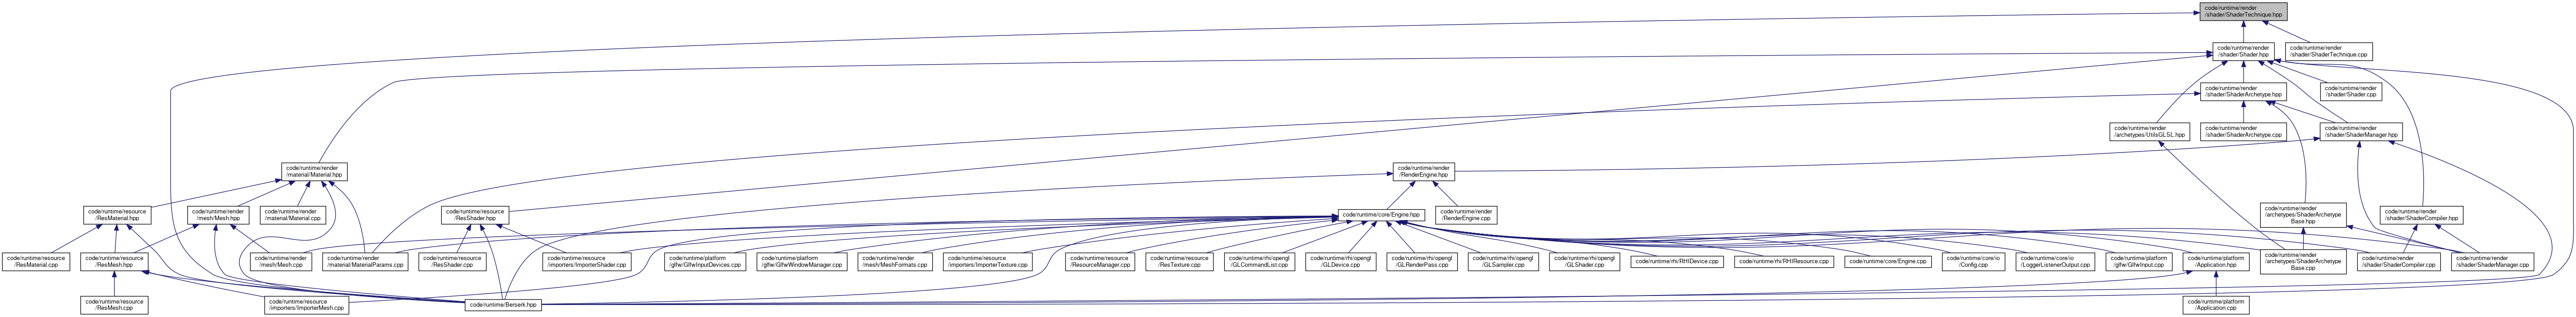 code/runtime/render
/shader/ShaderTechnique.hpp
code/runtime/render
/shader/Shader.hpp
code/runtime/render
/shader/ShaderTechnique.cpp
code/runtime/render
/shader/ShaderArchetype.hpp
code/runtime/render
/shader/Shader.cpp
code/runtime/render
/archetypes/UtilsGLSL.hpp
code/runtime/render
/shader/ShaderArchetype.cpp
code/runtime/render
/shader/ShaderManager.hpp
code/runtime/render
/material/Material.hpp
code/runtime/render
/RenderEngine.hpp
code/runtime/resource
/ResMaterial.hpp
code/runtime/render
/mesh/Mesh.hpp
code/runtime/render
/material/Material.cpp
code/runtime/resource
/ResShader.hpp
code/runtime/core/Engine.hpp
code/runtime/render
/RenderEngine.cpp
code/runtime/render
/archetypes/ShaderArchetype
Base.hpp
code/runtime/render
/shader/ShaderCompiler.hpp
code/runtime/resource
/ResMaterial.cpp
code/runtime/resource
/ResMesh.hpp
code/runtime/render
/mesh/Mesh.cpp
code/runtime/render
/material/MaterialParams.cpp
code/runtime/resource
/ResShader.cpp
code/runtime/resource
/importers/ImporterShader.cpp
code/runtime/platform
/glfw/GlfwInputDevices.cpp
code/runtime/platform
/glfw/GlfwWindowManager.cpp
code/runtime/render
/mesh/MeshFormats.cpp
code/runtime/resource
/importers/ImporterTexture.cpp
code/runtime/resource
/ResourceManager.cpp
code/runtime/resource
/ResTexture.cpp
code/runtime/rhi/opengl
/GLCommandList.cpp
code/runtime/rhi/opengl
/GLDevice.cpp
code/runtime/rhi/opengl
/GLRenderPass.cpp
code/runtime/rhi/opengl
/GLSampler.cpp
code/runtime/rhi/opengl
/GLShader.cpp
code/runtime/rhi/RHIDevice.cpp
code/runtime/rhi/RHIResource.cpp
code/runtime/core/Engine.cpp
code/runtime/core/io
/Config.cpp
code/runtime/core/io
/LoggerListenerOutput.cpp
code/runtime/platform
/glfw/GlfwInput.cpp
code/runtime/platform
/Application.hpp
code/runtime/render
/archetypes/ShaderArchetype
Base.cpp
code/runtime/render
/shader/ShaderCompiler.cpp
code/runtime/render
/shader/ShaderManager.cpp
code/runtime/resource
/ResMesh.cpp
code/runtime/resource
/importers/ImporterMesh.cpp
code/runtime/Berserk.hpp
code/runtime/platform
/Application.cpp